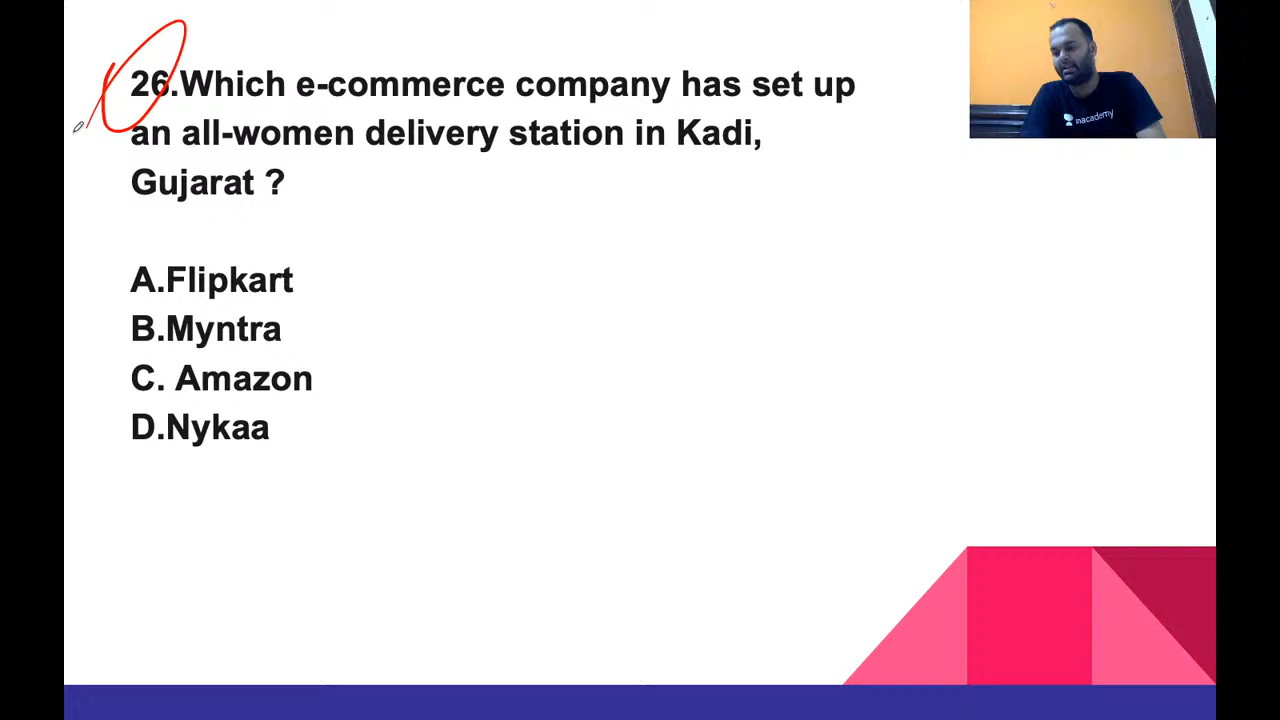 26.Which e-commerce company has set up
an all-women delivery station in Kadi,
Gujarat ?
A.Flipkart
B.Myntra
C. Amazon
D.Nykaa
unacademy